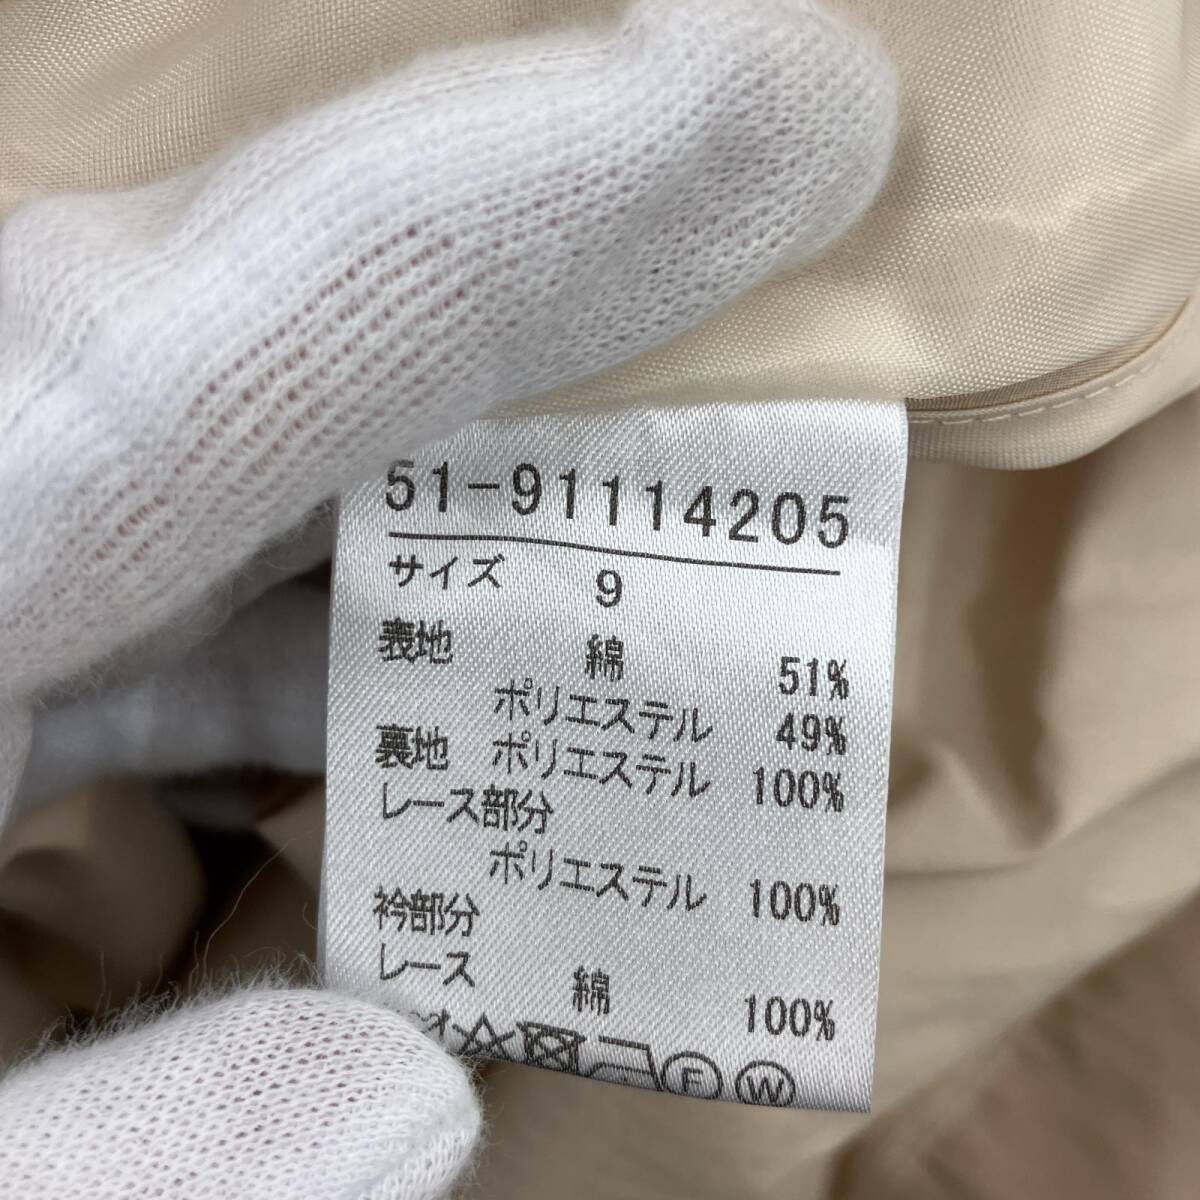 51-91114205
サイズ 9
表地 綿 51%
ポリエステル 49%
裏地 ポリエステル 100%
レース部分
ポリエステル 100%
衿部分
レース 綿 100%
F W